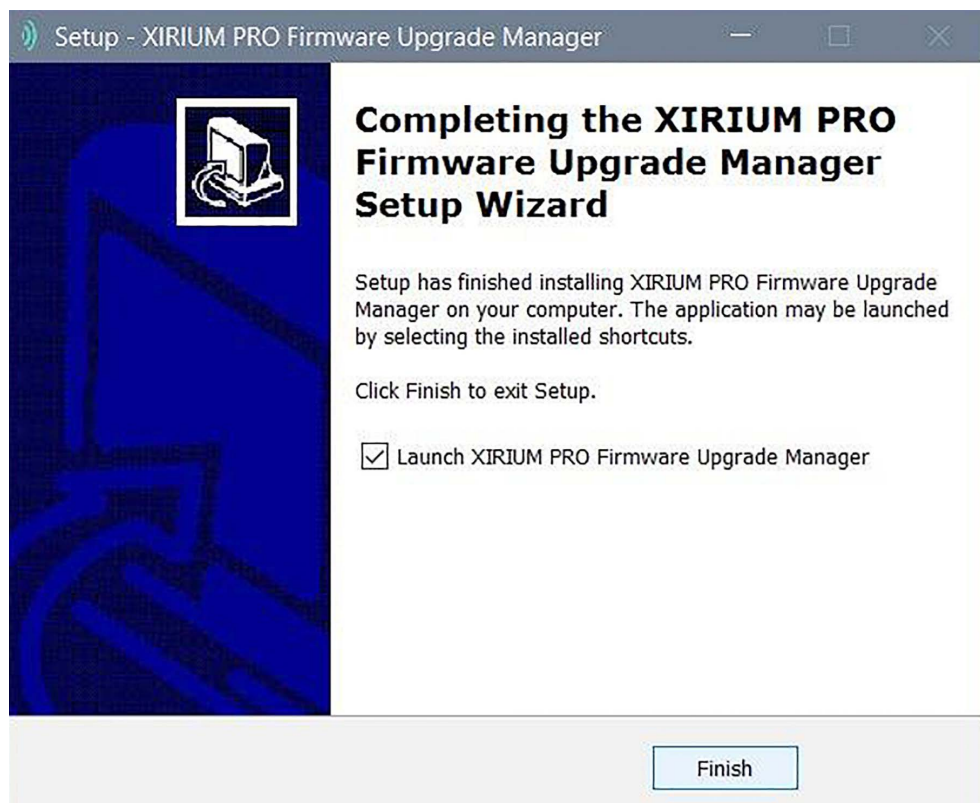 Setup - XIRIUM PRO Firmware Upgrade Manager
Completing the XIRIUM PRO
Firmware Upgrade Manager
Setup Wizard
Setup has finished installing XIRIUM PRO Firmware Upgrade
Manager on your computer. The application may be launched
by selecting the installed shortcuts.
Click Finish to exit Setup.
Launch XIRIUM PRO Firmware Upgrade Manager
Finish